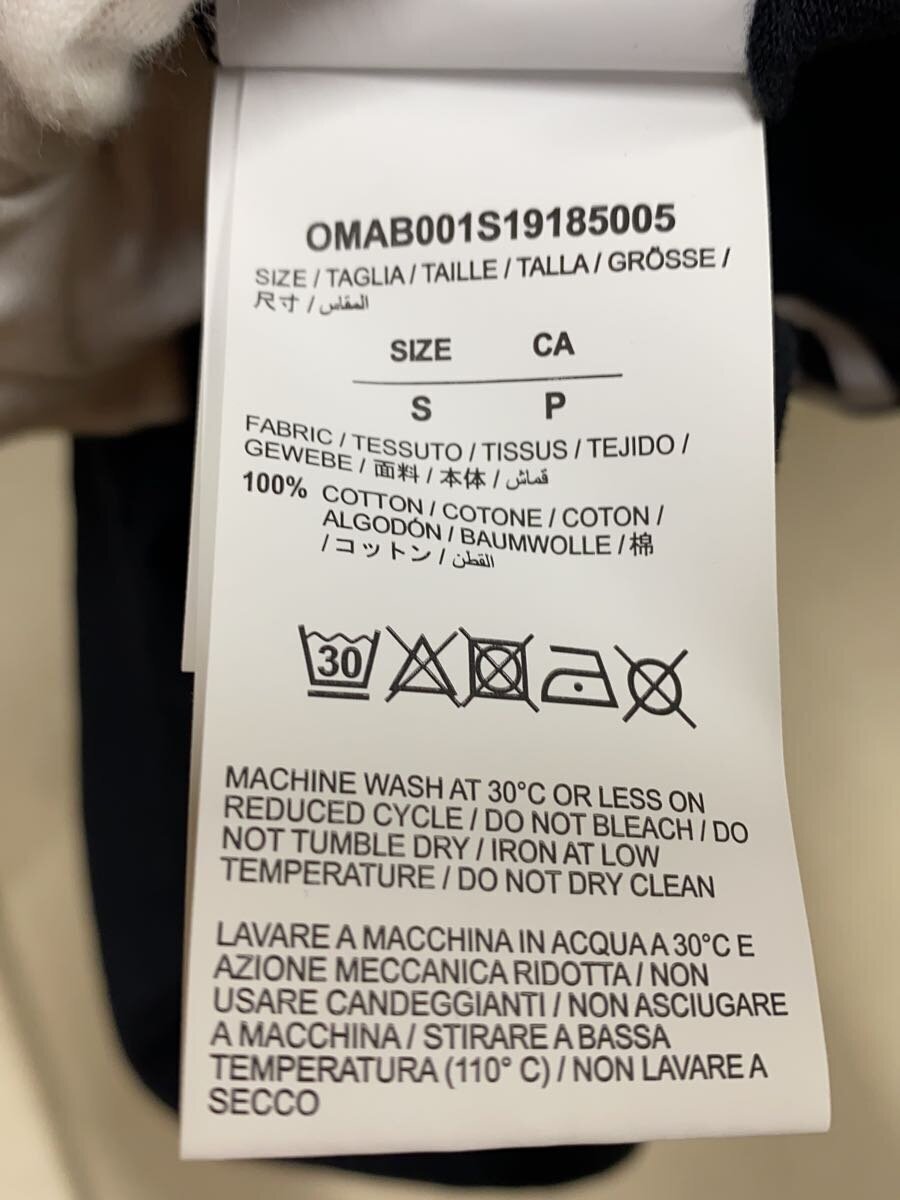 OMAB001S19185005
SIZE / TAGLIA / TAILLE / TALLA / GRÖSSE /
尺寸 / المقاس
SIZE CA
S P
FABRIC / TESSUTO / TISSUS / TEJIDO /
GEWEBE / 面料 / 本体 / قماش
100% COTTON / COTONE / COTON /
ALGODÓN / BAUMWOLLE / 棉
/ コットン / القطن
30
MACHINE WASH AT 30°C OR LESS ON
REDUCED CYCLE / DO NOT BLEACH / DO
NOT TUMBLE DRY / IRON AT LOW
TEMPERATURE / DO NOT DRY CLEAN
LAVARE A MACCHINA IN ACQUA A 30°C E
AZIONE MECCANICA RIDOTTA / NON
USARE CANDEGGIANTI / NON ASCIUGARE
A MACCHINA / STIRARE A BASSA
TEMPERATURA (110° C) / NON LAVARE A
SECCO